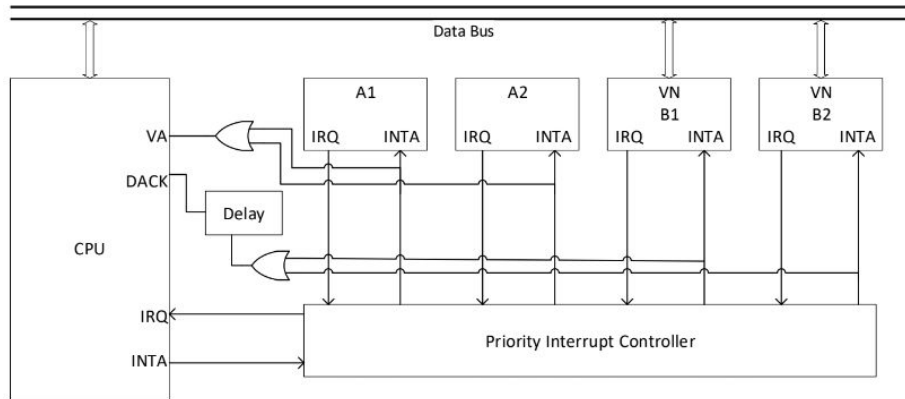 Data Bus
A1
A2
VN
B1
VN
B2
IRQ
INTA
IRQ
INTA
IRQ
INTA
IRQ
INTA
VA
DACK
Delay
CPU
IRQ
INTA
Priority Interrupt Controller